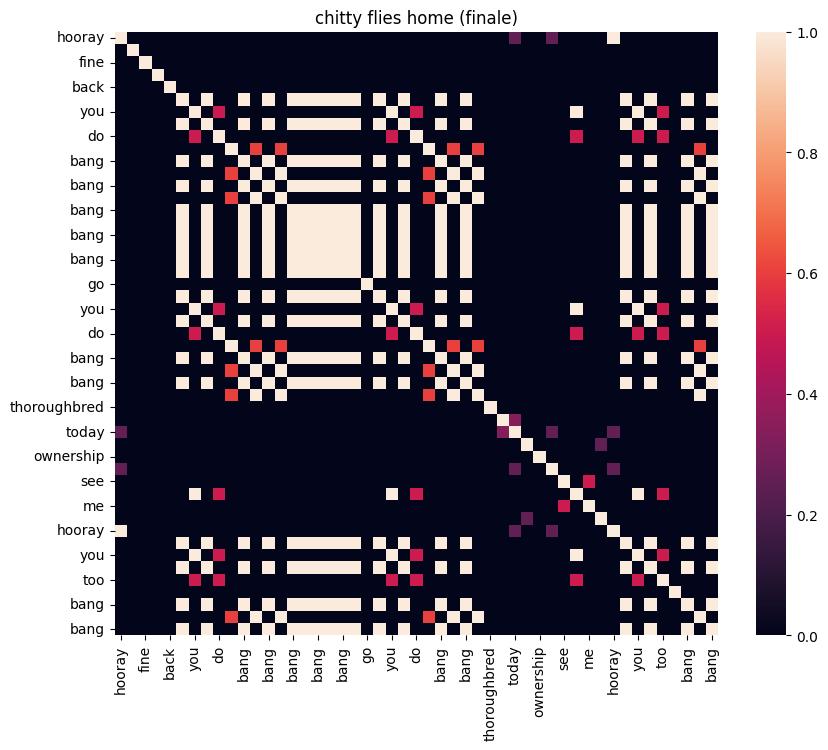 chitty flies home (finale)
hooray
fine
back
you
do
bang
bang
bang
bang
bang
go
you
do
bang
bang
thoroughbred
today
ownership
see
me
hooray
you
too
bang
bang
1.0
0.8
0.6
0.4
0.2
0.0
hooray
fine
back
you
do
bang
bang
bang
bang
bang
go
you
do
bang
bang
thoroughbred
today
ownership
see
me
hooray
you
too
bang
bang